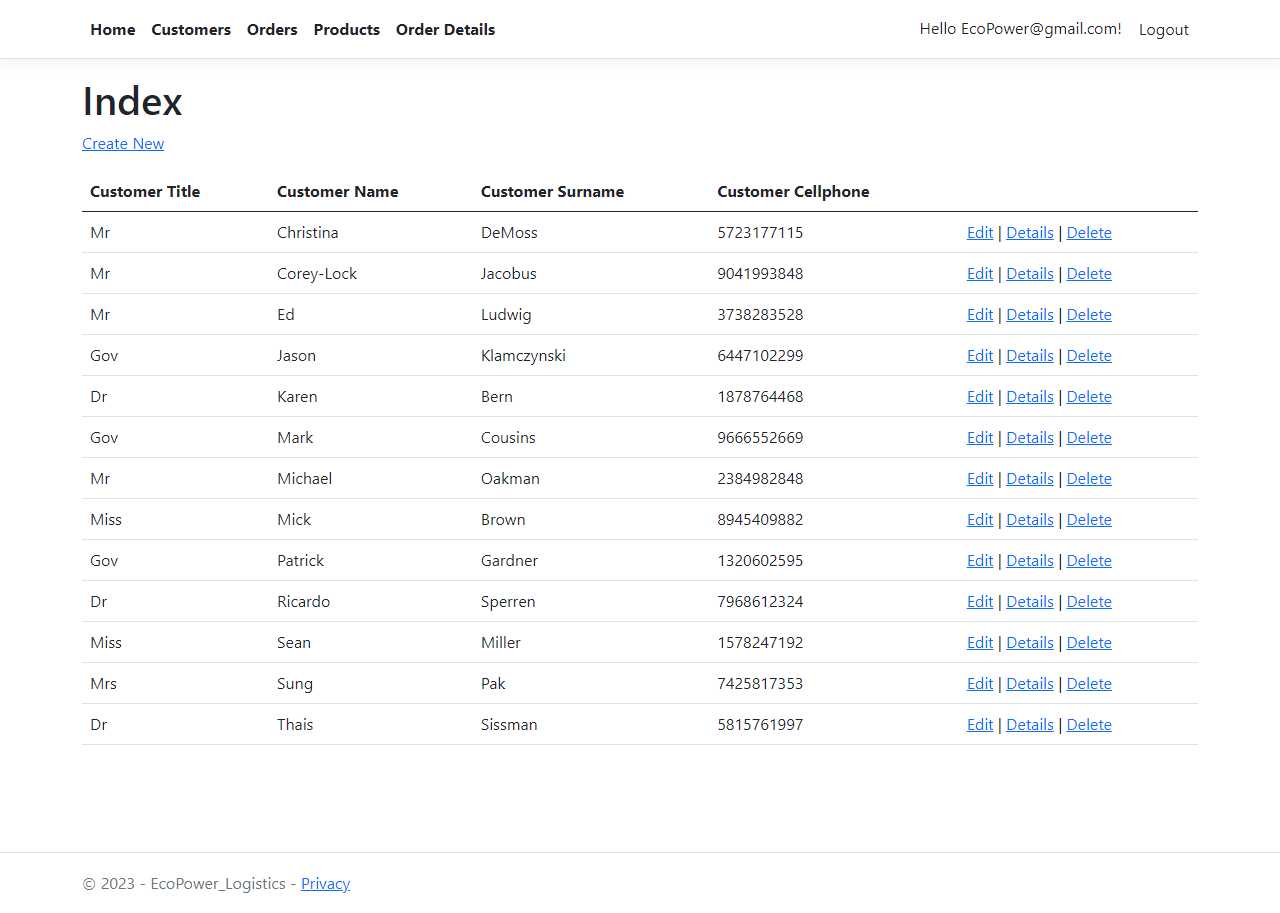 Home Customers Orders Products Order Details Hello EcoPower@gmail.com! Logout
Index
Create New
Customer Title Customer Name Customer Surname Customer Cellphone
Mr Christina DeMoss 5723177115 Edit | Details | Delete
Mr Corey-Lock Jacobus 9041993848 Edit | Details | Delete
Mr Ed Ludwig 3738283528 Edit | Details | Delete
Gov Jason Klamczynski 6447102299 Edit | Details | Delete
Dr Karen Bern 1878764468 Edit | Details | Delete
Gov Mark Cousins 9666552669 Edit | Details | Delete
Mr Michael Oakman 2384982848 Edit | Details | Delete
Miss Mick Brown 8945409882 Edit | Details | Delete
Gov Patrick Gardner 1320602595 Edit | Details | Delete
Dr Ricardo Sperren 7968612324 Edit | Details | Delete
Miss Sean Miller 1578247192 Edit | Details | Delete
Mrs Sung Pak 7425817353 Edit | Details | Delete
Dr Thais Sissman 5815761997 Edit | Details | Delete
© 2023 - EcoPower_Logistics - Privacy